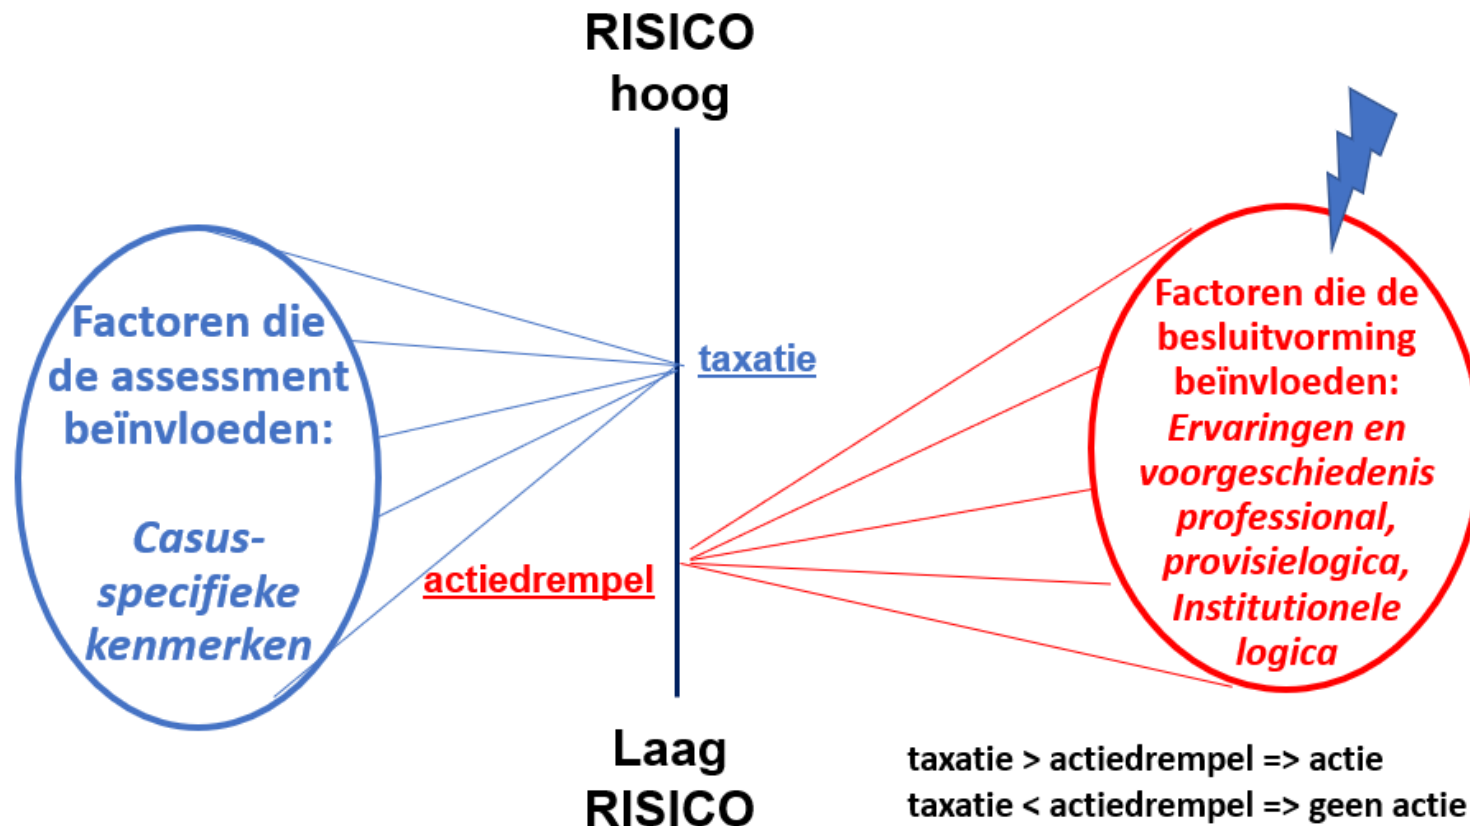 RISICO
hoog
Factoren die
de assessment
beïnvloeden:
Casus-
specifieke
kenmerken
taxatie
actiedrempel
Factoren die de
besluitvorming
beïnvloeden:
Ervaringen en
voorgeschiedenis
professional,
provisielogica,
Institutionele
logica
Laag
RISICO
taxatie > actiedrempel => actie
taxatie < actiedrempel => geen actie